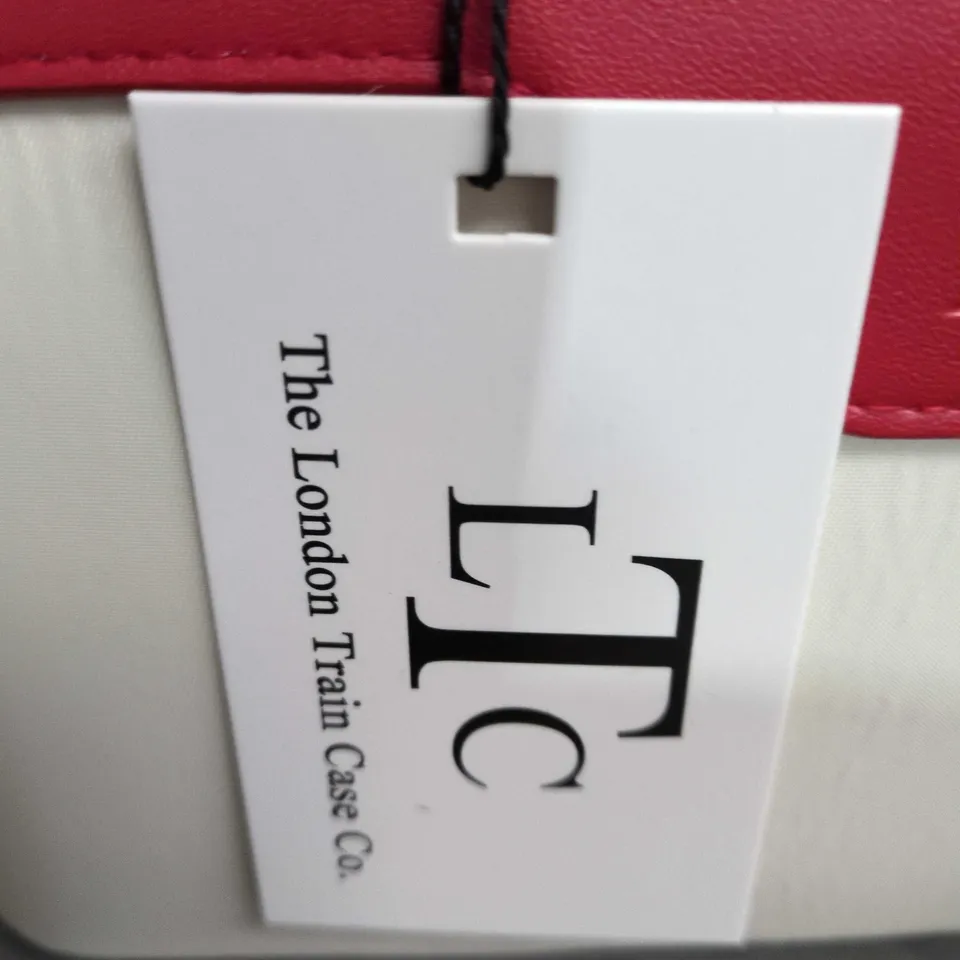 LTC
The London Train Case Co.